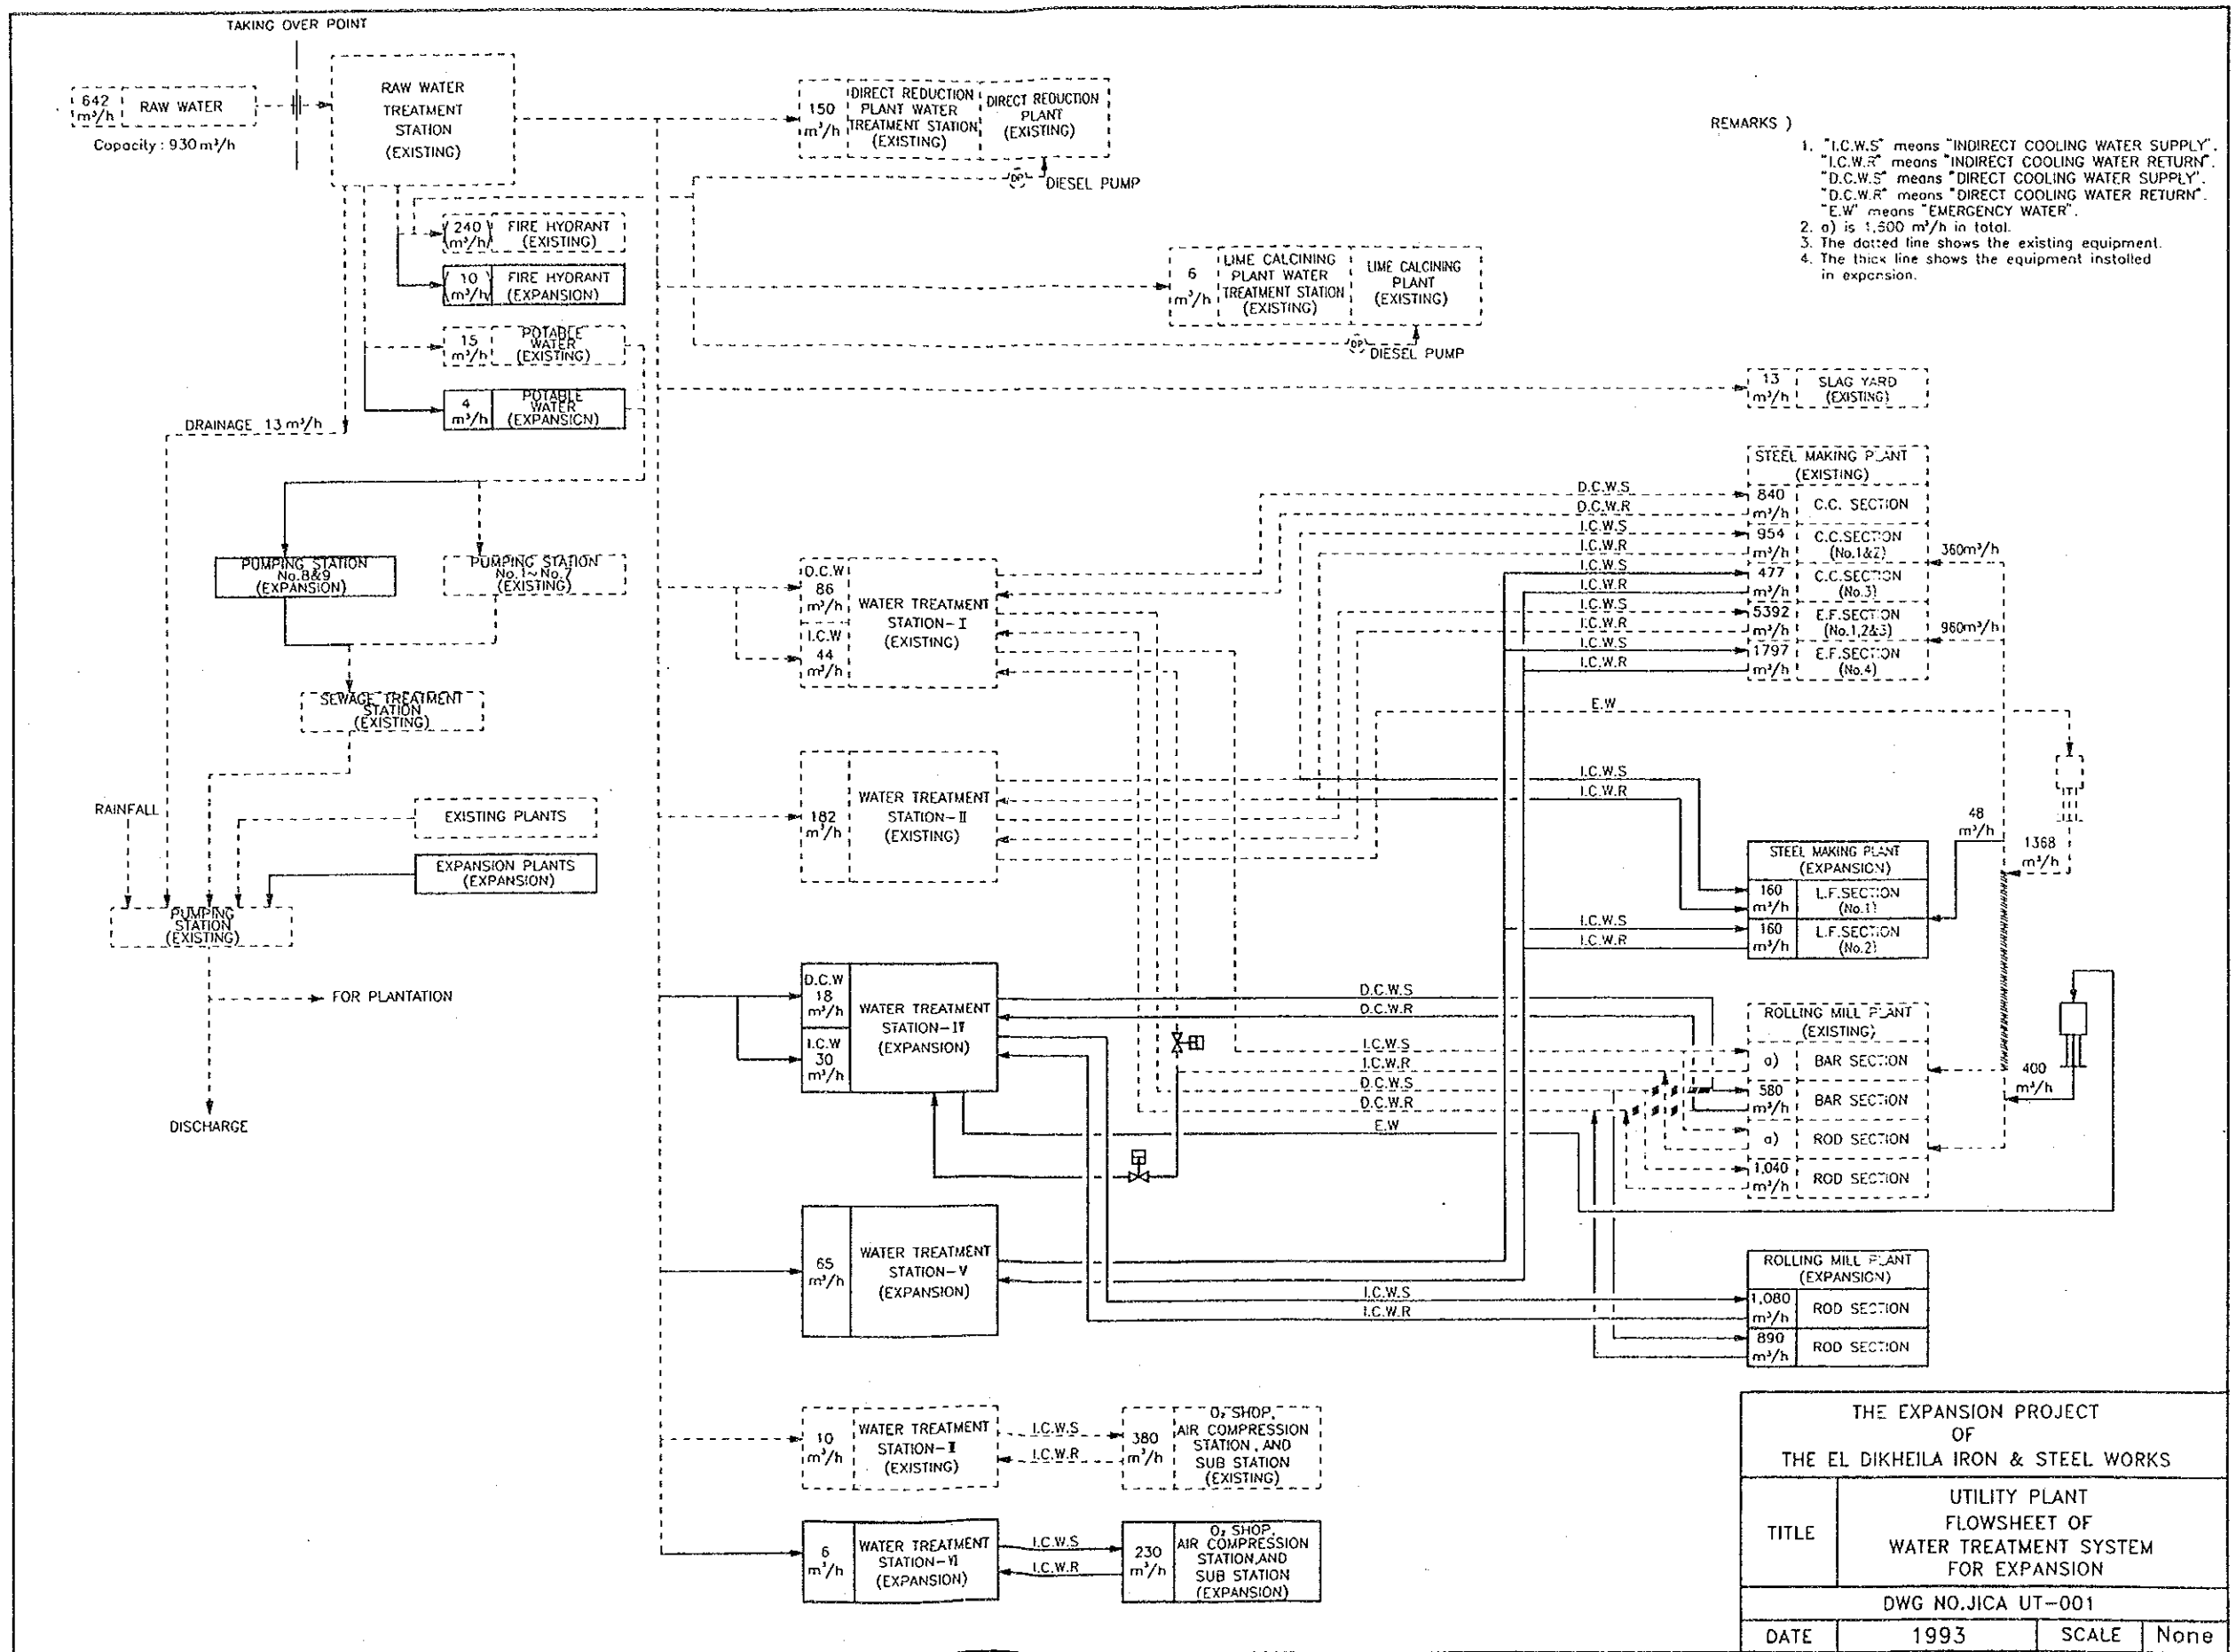 TAKING OVER POINT
642
m³/h
RAW WATER
Capacity : 930 m³/h
RAW WATER
TREATMENT
STATION
(EXISTING)
150
m³/h
DIRECT REDUCTION
PLANT WATER
TREATMENT STATION
(EXISTING)
DIRECT REDUCTION
PLANT
(EXISTING)
DP
DIESEL PUMP
REMARKS )
1. "I.C.W.S" means "INDIRECT COOLING WATER SUPPLY".
"I.C.W.R" means "INDIRECT COOLING WATER RETURN".
"D.C.W.S" means "DIRECT COOLING WATER SUPPLY".
"D.C.W.R" means "DIRECT COOLING WATER RETURN".
"E.W" means "EMERGENCY WATER".
2. a) is 1,600 m³/h in total.
3. The dotted line shows the existing equipment.
4. The thick line shows the equipment installed
in expansion.
240
m³/h
FIRE HYDRANT
(EXISTING)
10
m³/h
FIRE HYDRANT
(EXPANSION)
15
m³/h
POTABLE
WATER
(EXISTING)
4
m³/h
POTABLE
WATER
(EXPANSION)
DRAINAGE 13 m³/h
6
m³/h
LIME CALCINING
PLANT WATER
TREATMENT STATION
(EXISTING)
LIME CALCINING
PLANT
(EXISTING)
DP
DIESEL PUMP
13
m³/h
SLAG YARD
(EXISTING)
PUMPING STATION
No.8&9
(EXPANSION)
PUMPING STATION
No.1~No.7
(EXISTING)
SEWAGE TREATMENT
STATION
(EXISTING)
RAINFALL
EXISTING PLANTS
EXPANSION PLANTS
(EXPANSION)
PUMPING
STATION
(EXISTING)
FOR PLANTATION
DISCHARGE
D.C.W
86
m³/h
I.C.W
44
m³/h
WATER TREATMENT
STATION-I
(EXISTING)
182
m³/h
WATER TREATMENT
STATION-II
(EXISTING)
D.C.W
18
m³/h
I.C.W
30
m³/h
WATER TREATMENT
STATION-IV
(EXPANSION)
65
m³/h
WATER TREATMENT
STATION-V
(EXPANSION)
10
m³/h
WATER TREATMENT
(EXISTING)
I.C.W.S
I.C.W.R
380
m³/h
O₂ SHOP,
AIR COMPRESSION
STATION, AND
SUB STATION
(EXISTING)
6
m³/h
WATER TREATMENT
STATION-VI
(EXPANSION)
I.C.W.S
I.C.W.R
230
m³/h
O₂ SHOP,
AIR COMPRESSION
STATION,AND
SUB STATION
(EXPANSION)
D.C.W.S
D.C.W.R
I.C.W.S
I.C.W.R
I.C.W.S
I.C.W.R
I.C.W.S
I.C.W.R
I.C.W.S
I.C.W.R
E.W
STEEL MAKING PLANT
(EXISTING)
840
m³/h
C.C. SECTION
954
m³/h
C.C.SECTION
(No.1&2)
477
m³/h
C.C.SECTION
(No.3)
5392
m³/h
E.F.SECTION
(No.1,2&3)
1797
m³/h
E.F.SECTION
(No.4)
360m³/h
960m³/h
I.C.W.S
I.C.W.R
I.C.W.S
I.C.W.R
STEEL MAKING PLANT
(EXPANSION)
160
m³/h
L.F.SECTION
(No.1)
160
m³/h
L.F.SECTION
(No.2)
48
m³/h
1368
m³/h
D.C.W.S
D.C.W.R
I.C.W.S
I.C.W.R
D.C.W.S
D.C.W.R
E.W
ROLLING MILL PLANT
(EXISTING)
a)
BAR SECTION
580
m³/h
BAR SECTION
a)
ROD SECTION
1,040
m³/h
ROD SECTION
400
m³/h
I.C.W.S
I.C.W.R
ROLLING MILL PLANT
(EXPANSION)
1,080
m³/h
ROD SECTION
890
m³/h
ROD SECTION
THE EXPANSION PROJECT
OF
THE EL DIKHEILA IRON & STEEL WORKS
TITLE
UTILITY PLANT
FLOWSHEET OF
WATER TREATMENT SYSTEM
FOR EXPANSION
DWG NO.JICA UT-001
DATE
1993
SCALE
None